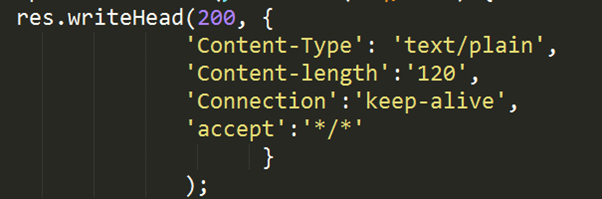 res.writeHead(200, {
'Content-Type': 'text/plain',
'Content-length':'120',
'Connection':'keep-alive',
'accept':'*/*'
}
);